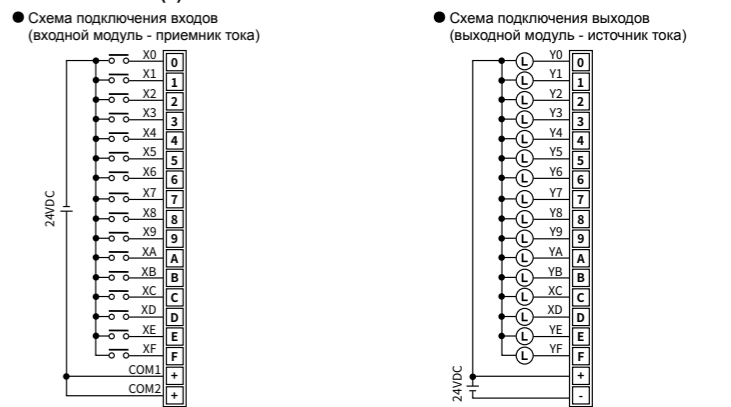 Схема подключения входов
(входной модуль - приемник тока)
X0 0
X1 1
X2 2
X3 3
X4 4
X5 5
X6 6
X7 7
X8 8
X9 9
XA A
XB B
XC C
XD D
XE E
XF F
COM1 +
COM2 +
24VDC
Схема подключения выходов
(выходной модуль - источник тока)
L Y0 0
L Y1 1
L Y2 2
L Y3 3
L Y4 4
L Y5 5
L Y6 6
L Y7 7
L Y8 8
L Y9 9
L YA A
L YB B
L XC C
L XD D
L YE E
L YF F
+
-
24VDC